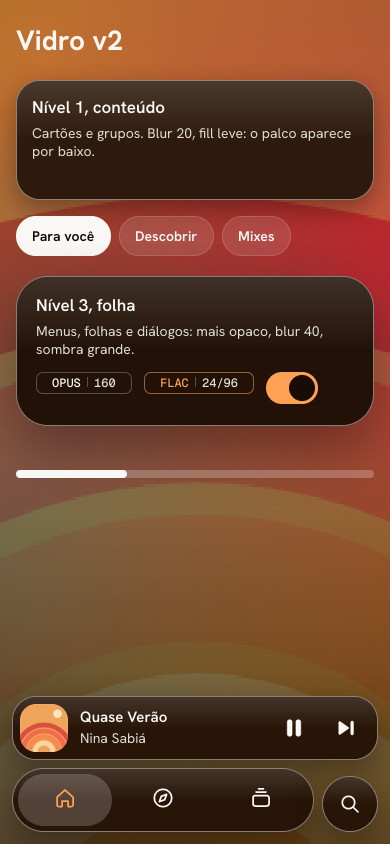 Vidro v2
Nível 1, conteúdo
Cartões e grupos. Blur 20, fill leve: o palco aparece
por baixo.
Para você
Descobrir
Mixes
Nível 3, folha
Menus, folhas e diálogos: mais opaco, blur 40,
sombra grande.
OPUS 160
FLAC 24/96
Quase Verão
Nina Sabiá